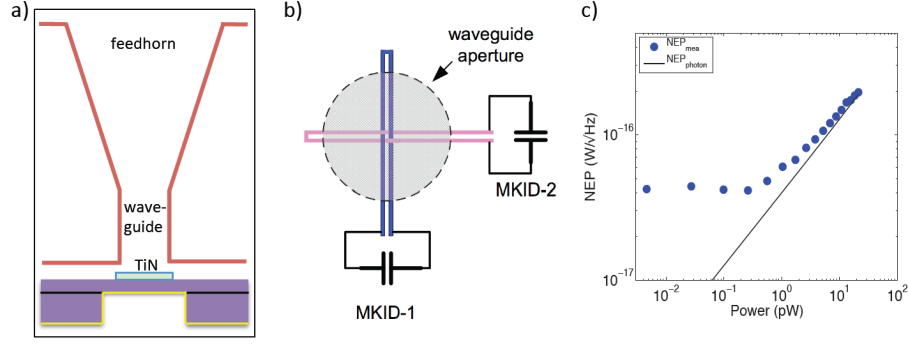 a)
feedhorn
wave-
guide
TiN
b)
waveguide
aperture
MKID-2
MKID-1
c)
NEP_mea
NEP_photon
NEP (W/√Hz)
10^-16
10^-17
10^-2
10^-1
10^0
10^1
10^2
Power (pW)